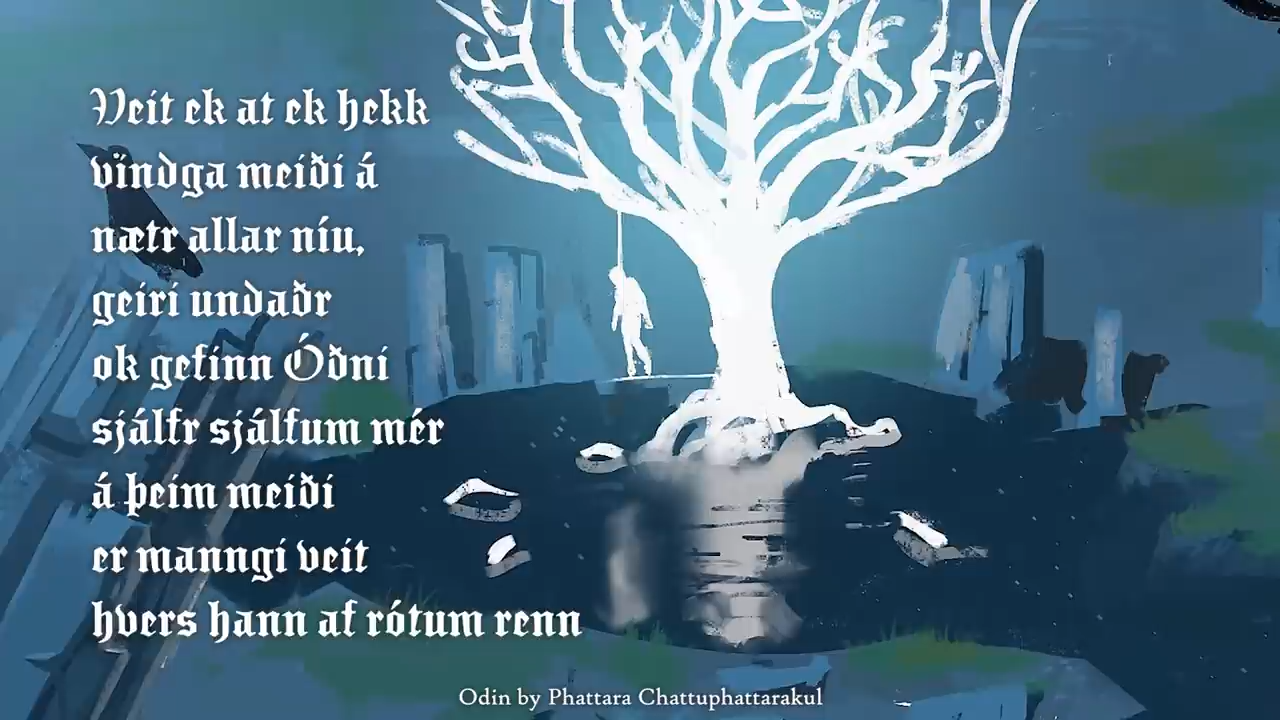 Veit ek at ek hekk
vindga meiði á
nætr allar níu,
geiri undaðr
ok gefinn Óðni
sjálfr sjálfum mér
á þeim meiði
er manngi veit
hvers hann af rótum renn
Odin by Phattara Chattuphattarakul